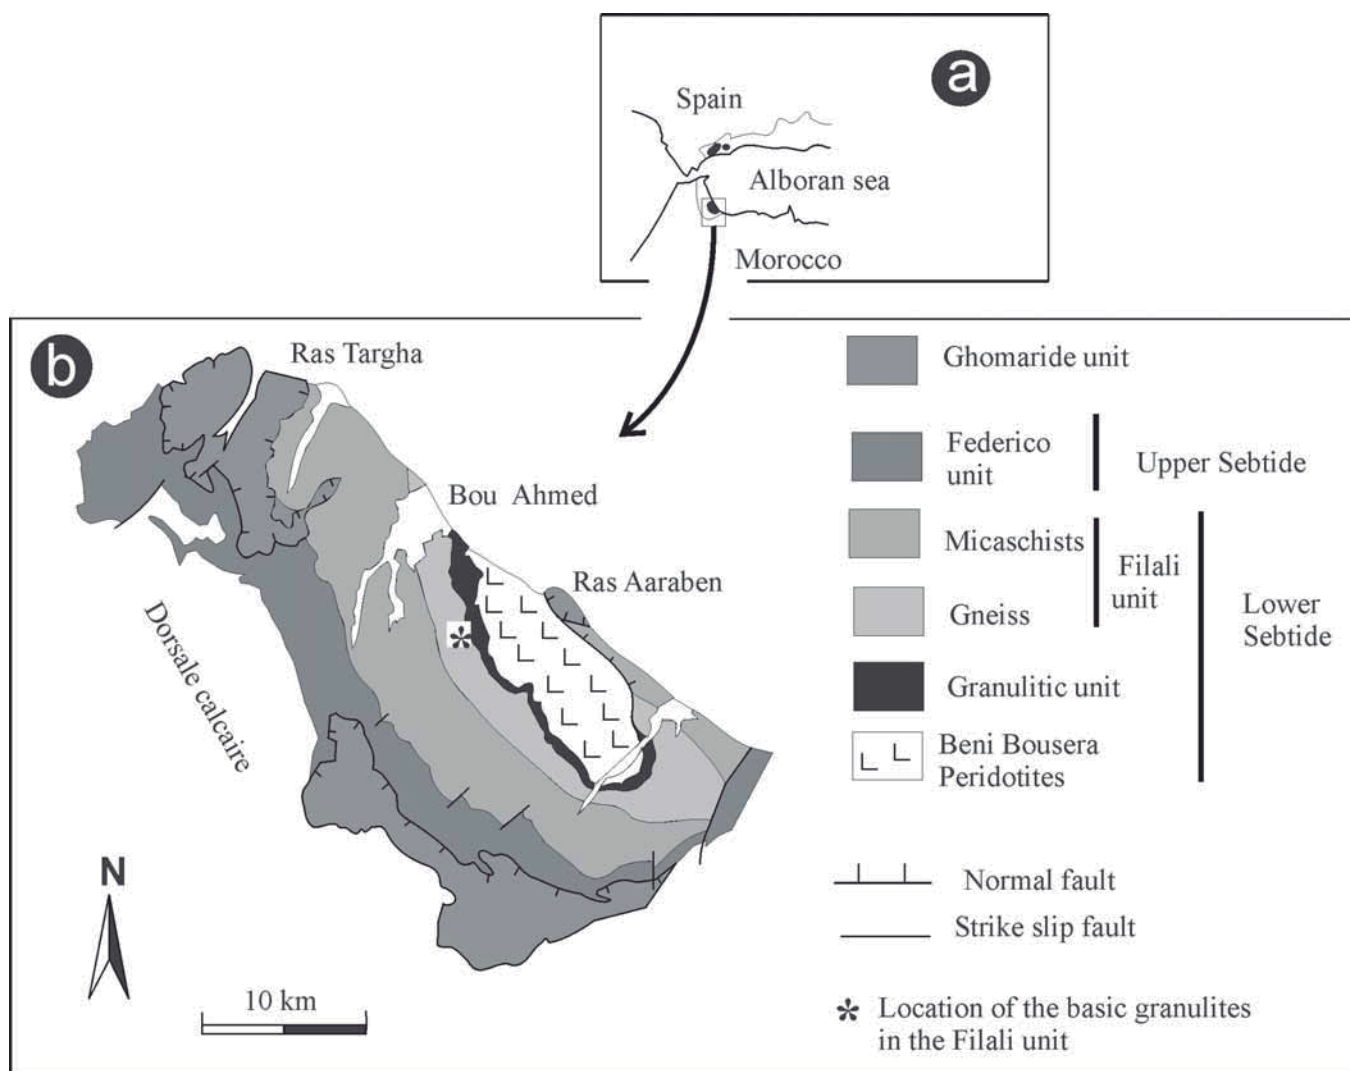 a
Spain
Alboran sea
Morocco
b
Ras Targha
Bou Ahmed
Ras Aaraben
Dorsale calcaire
N
10 km
Ghomaride unit
Federico
unit
Upper Sebtide
Micaschists
Filali
unit
Gneiss
Lower
Sebtide
Granulitic unit
Beni Bousera
Peridotites
Normal fault
Strike slip fault
* Location of the basic granulites
in the Filali unit